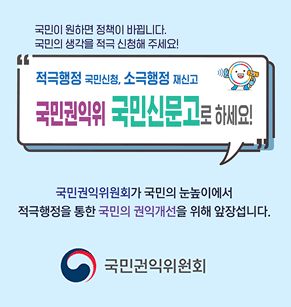 국민이 원하면 정책이 바뀝니다.
국민의 생각을 적극 신청해 주세요!
적극행정 국민신청, 소극행정 재신고
국민권익위 국민신문고로 하세요!
국민권익위원회가 국민의 눈높이에서
적극행정을 통한 국민의 권익개선을 위해 앞장섭니다.
국민권익위원회